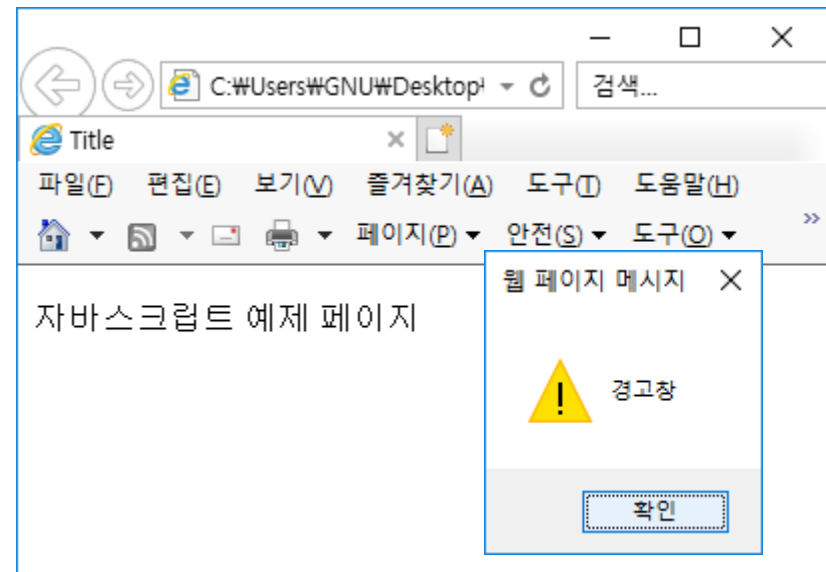 C:₩Users₩GNU₩Desktop₩
검색...
Title
파일(F) 편집(E) 보기(V) 즐겨찾기(A) 도구(T) 도움말(H)
페이지(P) 안전(S) 도구(O) »
웹 페이지 메시지
자바스크립트 예제 페이지
경고창
확인